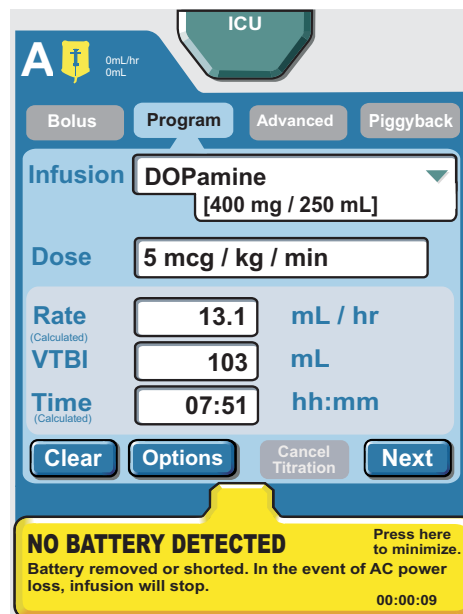 ICU
A
0mL/hr
0mL
Bolus Program Advanced Piggyback
Infusion DOPamine
[400 mg / 250 mL]
Dose 5 mcg / kg / min
Rate 13.1 mL / hr
(Calculated)
VTBI 103 mL
Time 07:51 hh:mm
(Calculated)
Clear Options Cancel Titration Next
NO BATTERY DETECTED
Press here
to minimize.
Battery removed or shorted. In the event of AC power
loss, infusion will stop.
00:00:09